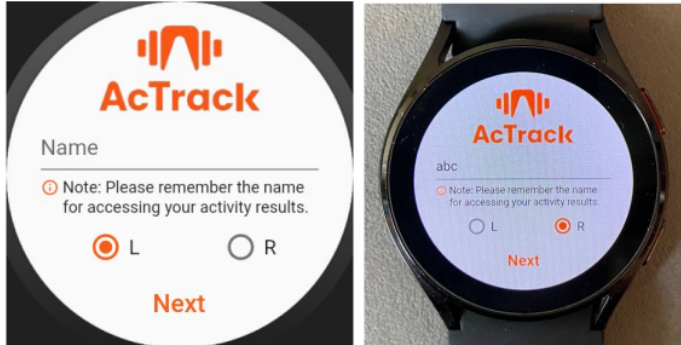 AcTrack
Name
Note: Please remember the name
for accessing your activity results.
L R
Next
AcTrack
abc
Note: Please remember the name
for accessing your activity results.
L R
Next